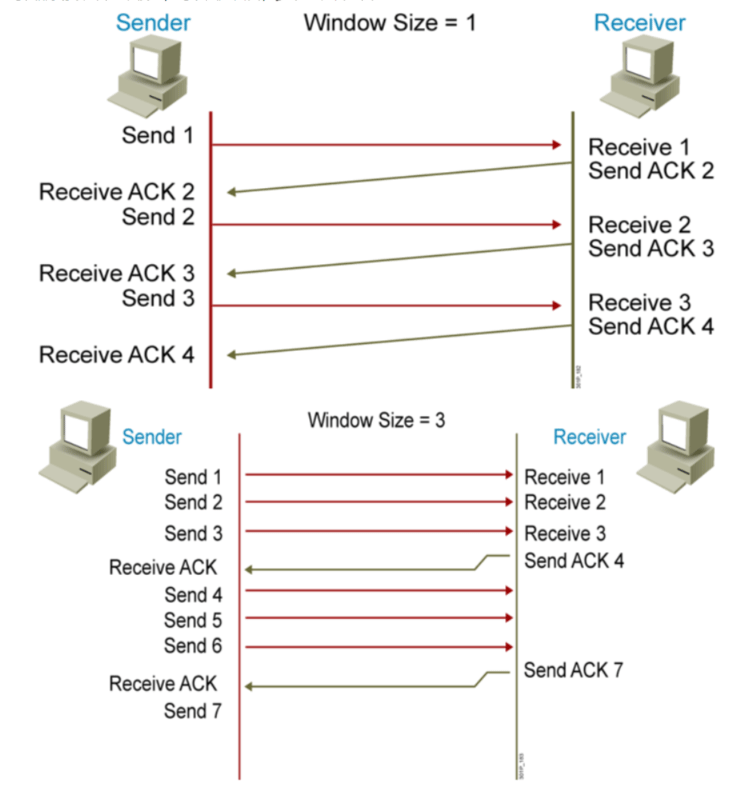 Sender Window Size = 1 Receiver
Send 1
Receive 1
Send ACK 2
Receive ACK 2
Send 2
Receive 2
Send ACK 3
Receive ACK 3
Send 3
Receive 3
Send ACK 4
Receive ACK 4
Window Size = 3
Sender Receiver
Send 1 Receive 1
Send 2 Receive 2
Send 3 Receive 3
Send ACK 4
Receive ACK
Send 4
Send 5
Send 6
Send ACK 7
Receive ACK
Send 7